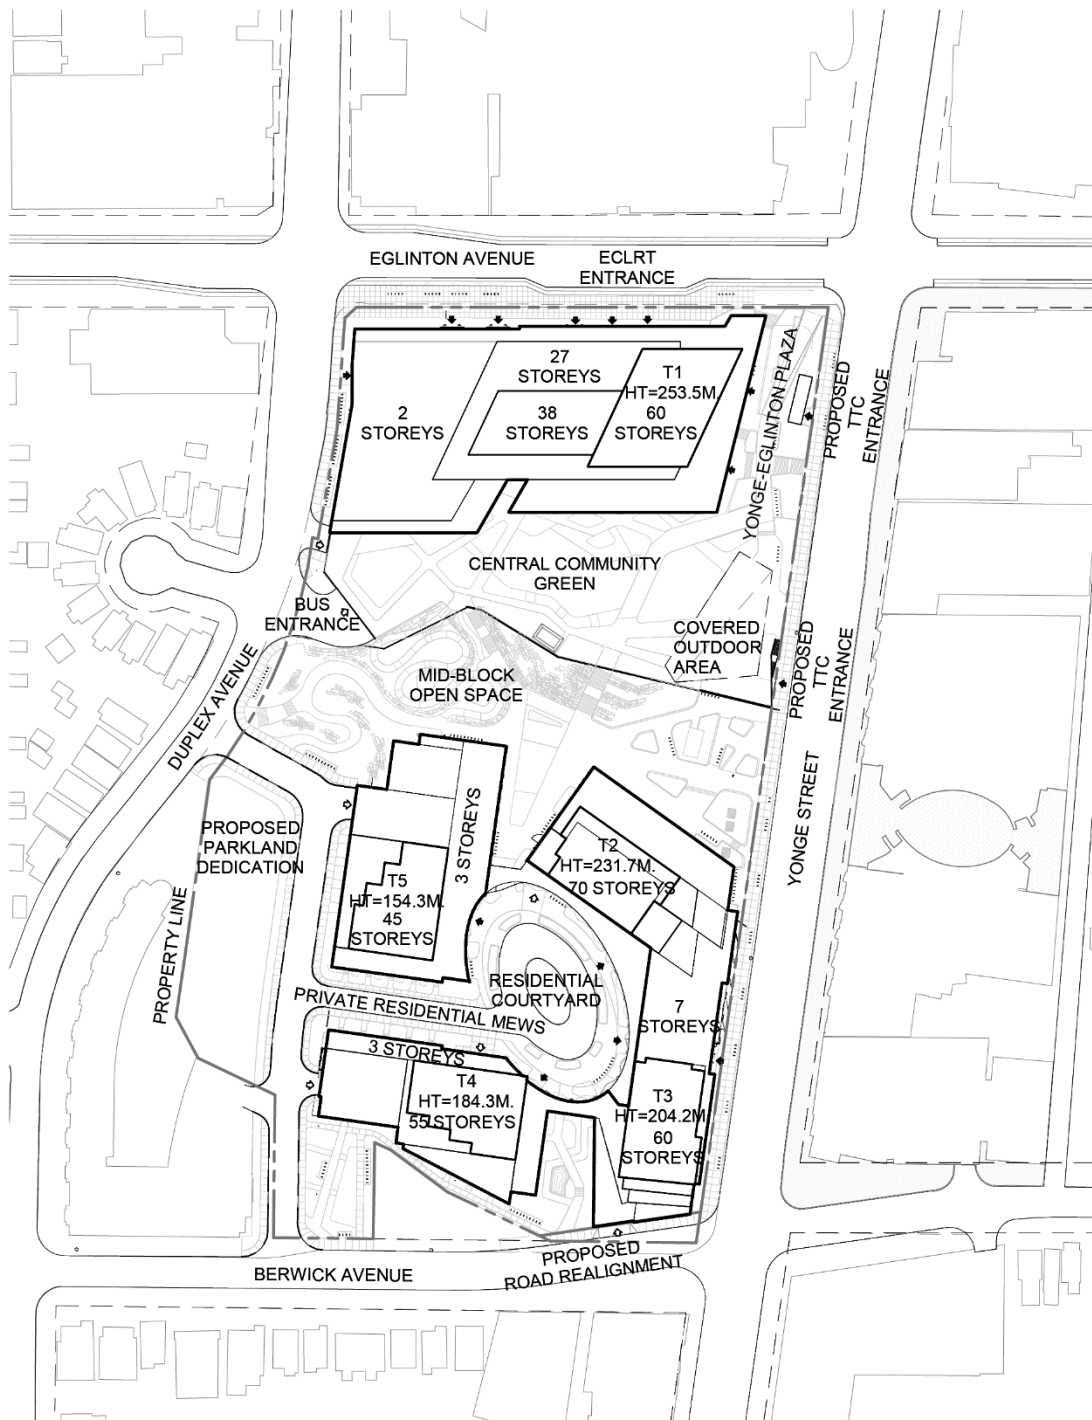 EGLINTON AVENUE
ECLRT
ENTRANCE
27
STOREYS
T1
HT=253.5M.
60
STOREYS
38
STOREYS
2
STOREYS
YONGE-EGLINTON PLAZA
PROPOSED
TTC
ENTRANCE
CENTRAL COMMUNITY
GREEN
BUS
ENTRANCE
COVERED
OUTDOOR
AREA
PROPOSED
TTC
ENTRANCE
MID-BLOCK
OPEN SPACE
DUPLEX AVENUE
YONGE STREET
3 STOREYS
PROPOSED
PARKLAND
DEDICATION
T2
HT=231.7M.
70 STOREYS
T5
HT=154.3M.
45
STOREYS
PROPERTY LINE
RESIDENTIAL
COURTYARD
PRIVATE RESIDENTIAL MEWS
7
STOREYS
3 STOREYS
T4
HT=184.3M.
55 STOREYS
T3
HT=204.2M.
60
STOREYS
BERWICK AVENUE
PROPOSED
ROAD REALIGNMENT